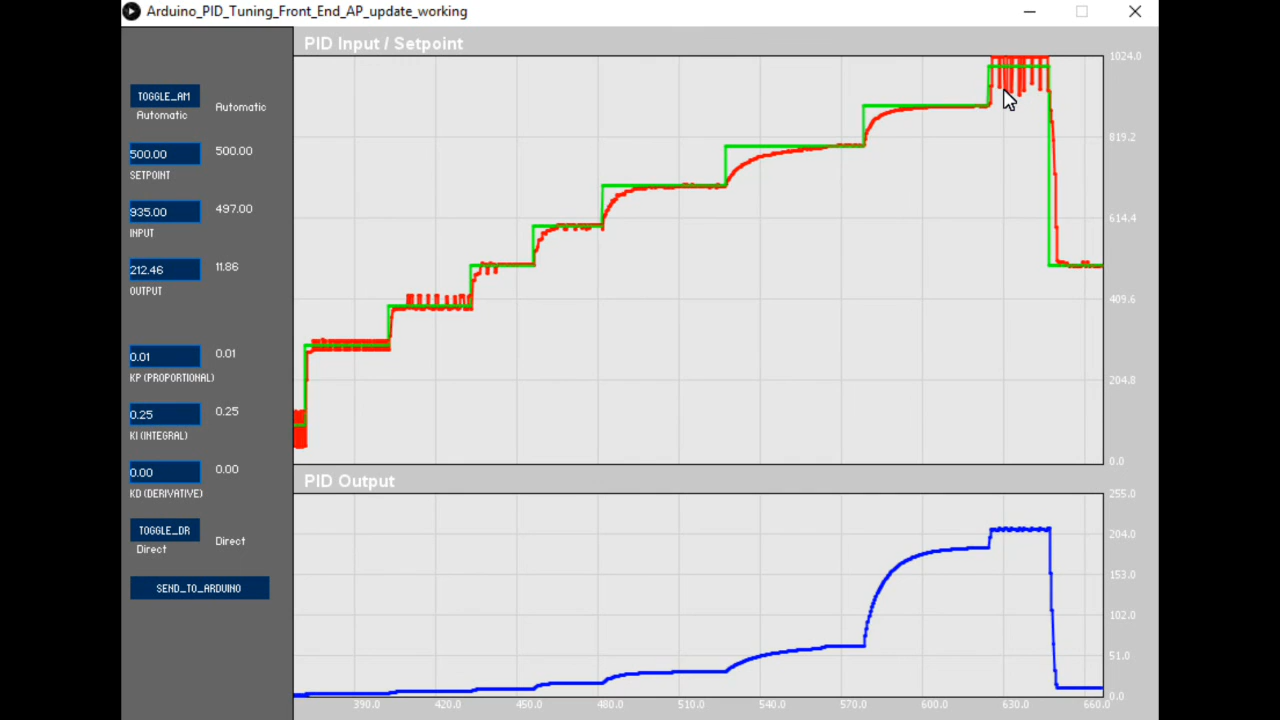 Arduino_PID_Tuning_Front_End_AP_update_working
TOGGLE_AM
Automatic
Automatic
500.00
500.00
SETPOINT
935.00
497.00
INPUT
212.46
11.86
OUTPUT
0.01
0.01
KP (PROPORTIONAL)
0.25
0.25
KI (INTEGRAL)
0.00
0.00
KD (DERIVATIVE)
TOGGLE_DR
Direct
Direct
SEND_TO_ARDUINO
PID Input / Setpoint
1024.0
819.2
614.4
409.6
204.8
0.0
PID Output
255.0
204.0
153.0
102.0
51.0
0.0
390.0 420.0 450.0 480.0 510.0 540.0 570.0 600.0 630.0 660.0